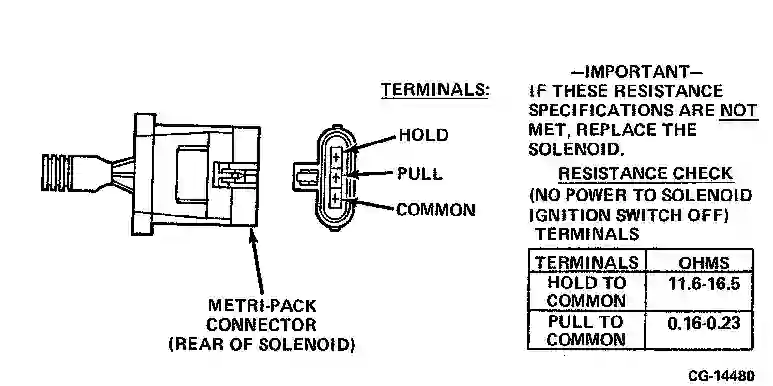 TERMINALS:
HOLD
PULL
COMMON
METRI-PACK
CONNECTOR
(REAR OF SOLENOID)
—IMPORTANT—
IF THESE RESISTANCE
SPECIFICATIONS ARE NOT
MET, REPLACE THE
SOLENOID.
RESISTANCE CHECK
(NO POWER TO SOLENOID
IGNITION SWITCH OFF)
TERMINALS
TERMINALS OHMS
HOLD TO 11.6-16.5
COMMON
PULL TO 0.16-0.23
COMMON
CG-14480